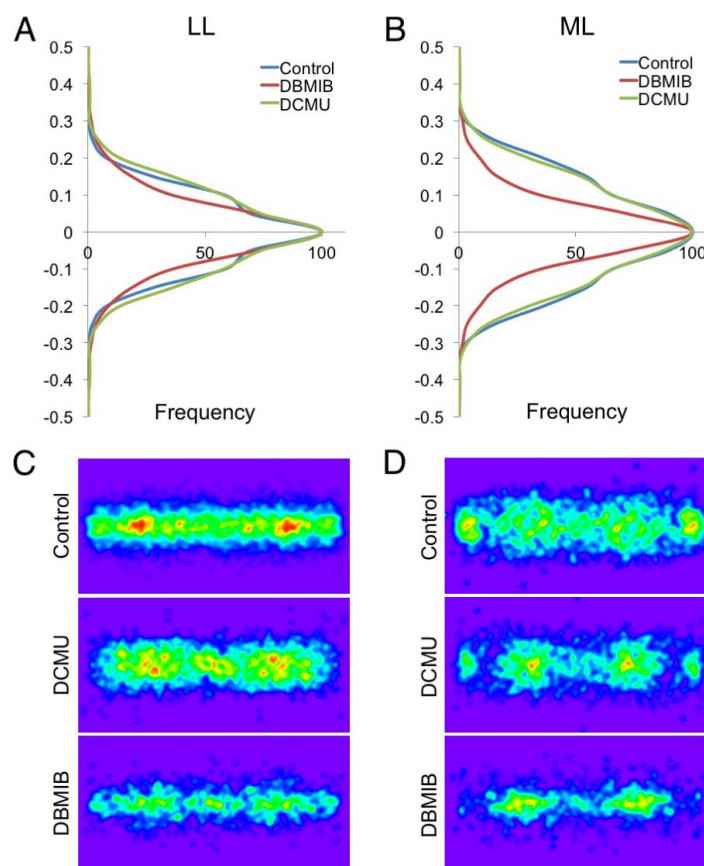 A
LL
0.5
0.4
0.3
0.2
0.1
0
-0.1
-0.2
-0.3
-0.4
-0.5
0
50
100
Control
DBMIB
DCMU
Frequency
B
ML
0.5
0.4
0.3
0.2
0.1
0
-0.1
-0.2
-0.3
-0.4
-0.5
0
50
100
Control
DBMIB
DCMU
Frequency
C
Control
DCMU
DBMIB
D
Control
DCMU
DBMIB